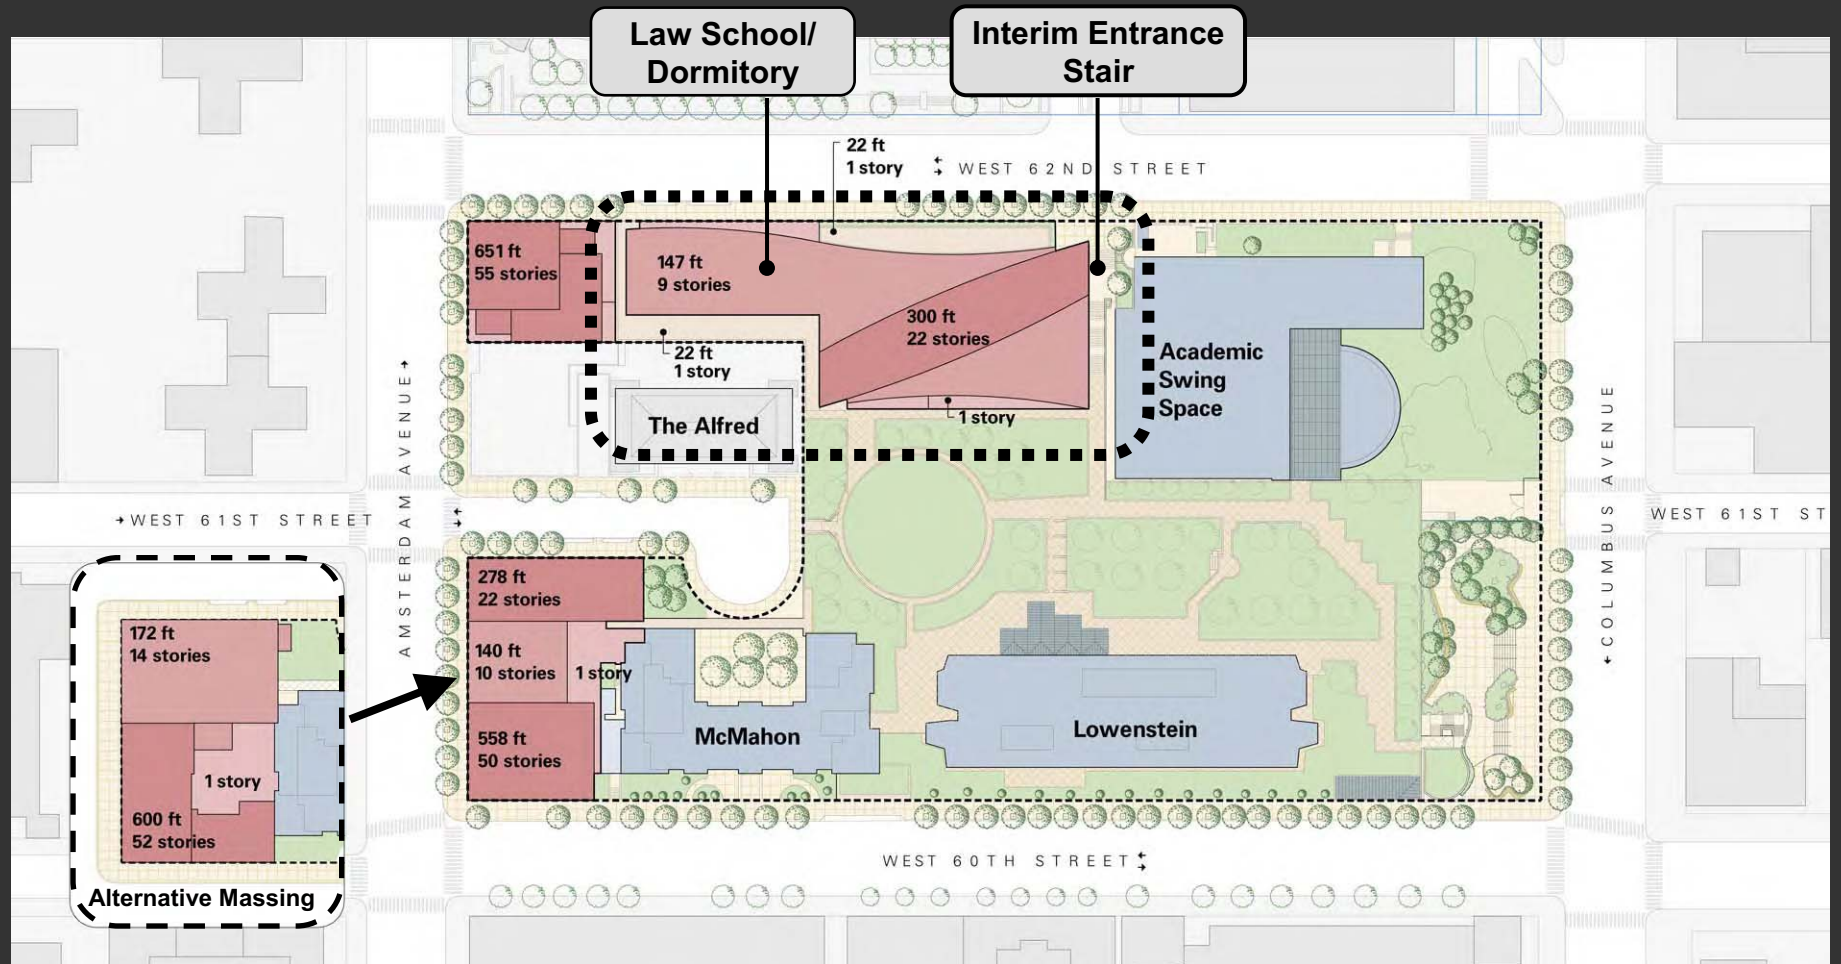 Law School/
Dormitory
Interim Entrance
Stair
22 ft
1 story
WEST 62ND STREET
651 ft
55 stories
147 ft
9 stories
300 ft
22 stories
22 ft
1 story
1 story
The Alfred
Academic
Swing
Space
AMSTERDAM AVENUE
COLUMBUS AVENUE
WEST 61ST STREET
WEST 61ST ST
278 ft
22 stories
140 ft
10 stories
1 story
558 ft
50 stories
McMahon
Lowenstein
172 ft
14 stories
1 story
600 ft
52 stories
Alternative Massing
WEST 60TH STREET